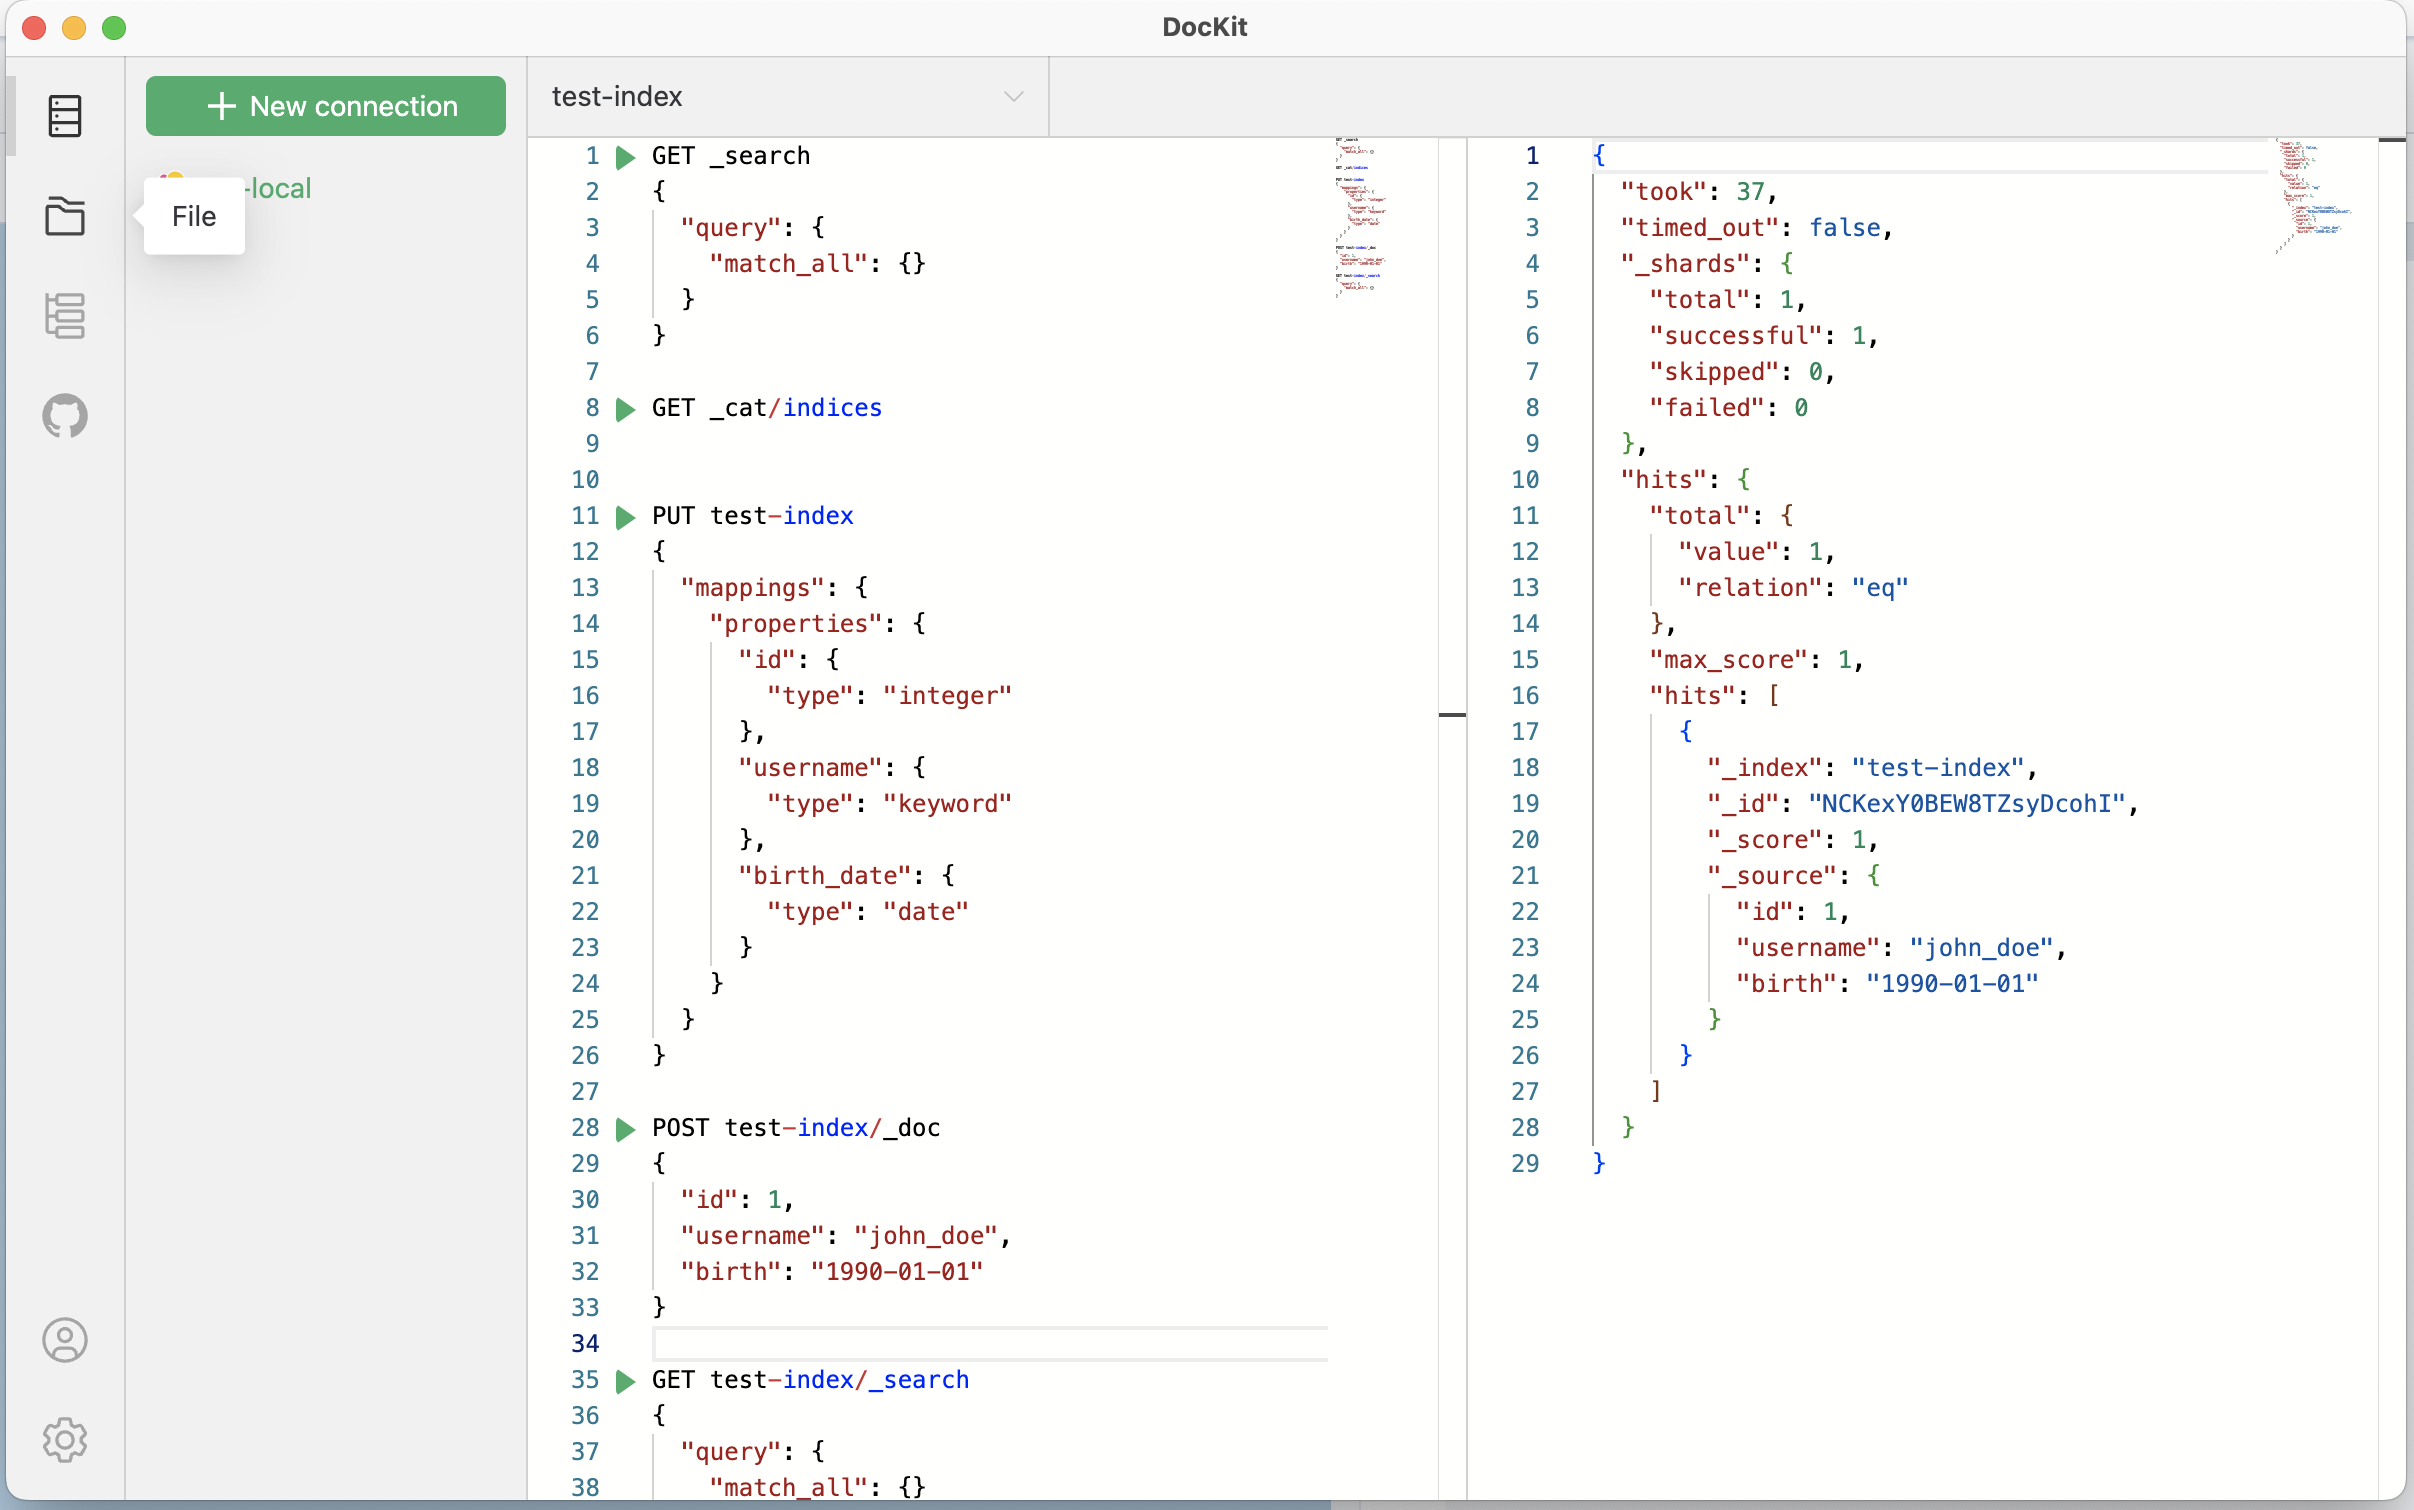 DocKit
New connection
-local
File
test-index
1 GET _search
2 {
3 "query": {
4 "match_all": {}
5 }
6 }
7
8 GET _cat/indices
9
10
11 PUT test-index
12 {
13 "mappings": {
14 "properties": {
15 "id": {
16 "type": "integer"
17 },
18 "username": {
19 "type": "keyword"
20 },
21 "birth_date": {
22 "type": "date"
23 }
24 }
25 }
26 }
27
28 POST test-index/_doc
29 {
30 "id": 1,
31 "username": "john_doe",
32 "birth": "1990-01-01"
33 }
34
35 GET test-index/_search
36 {
37 "query": {
38 "match_all": {}
1 {
2 "took": 37,
3 "timed_out": false,
4 "_shards": {
5 "total": 1,
6 "successful": 1,
7 "skipped": 0,
8 "failed": 0
9 },
10 "hits": {
11 "total": {
12 "value": 1,
13 "relation": "eq"
14 },
15 "max_score": 1,
16 "hits": [
17 {
18 "_index": "test-index",
19 "_id": "NCKexY0BEW8TZsyDcohI",
20 "_score": 1,
21 "_source": {
22 "id": 1,
23 "username": "john_doe",
24 "birth": "1990-01-01"
25 }
26 }
27 ]
28 }
29 }